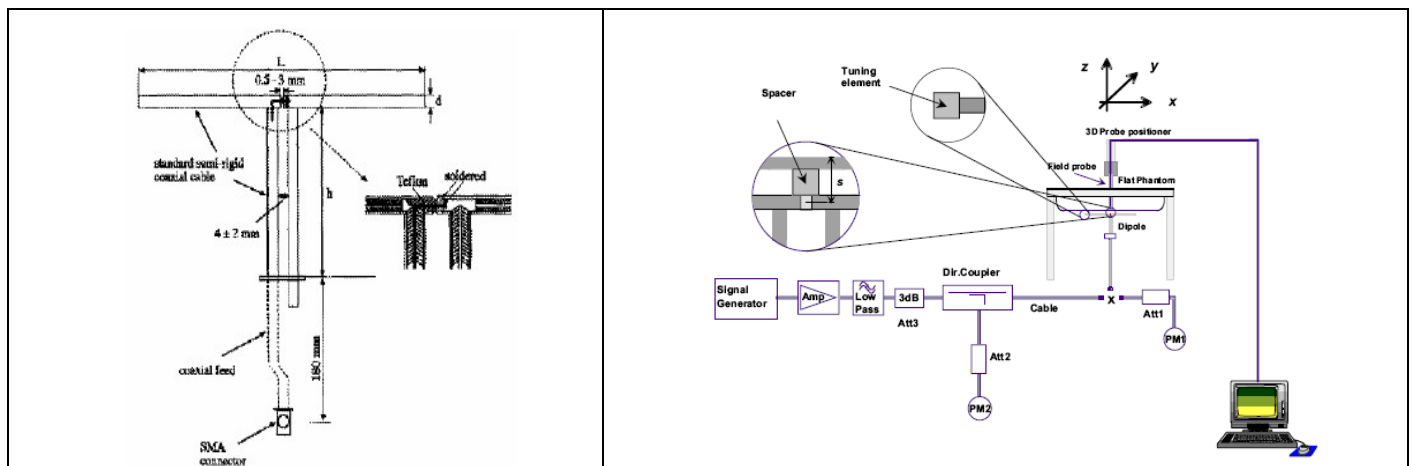 L
0.5 - 3 mm
d
standard semi-rigid
coaxial cable
Teflon
soldered
h
4 ± 2 mm
coaxial feed
180 mm
SMA
connector
z
y
x
Tuning
element
Spacer
3D Probe positioner
Field probe
Flat Phantom
s
Dipole
Signal
Generator
Amp
Low
Pass
3dB
Att3
Dir.Coupler
Cable
x
Att1
PM1
Att2
PM2